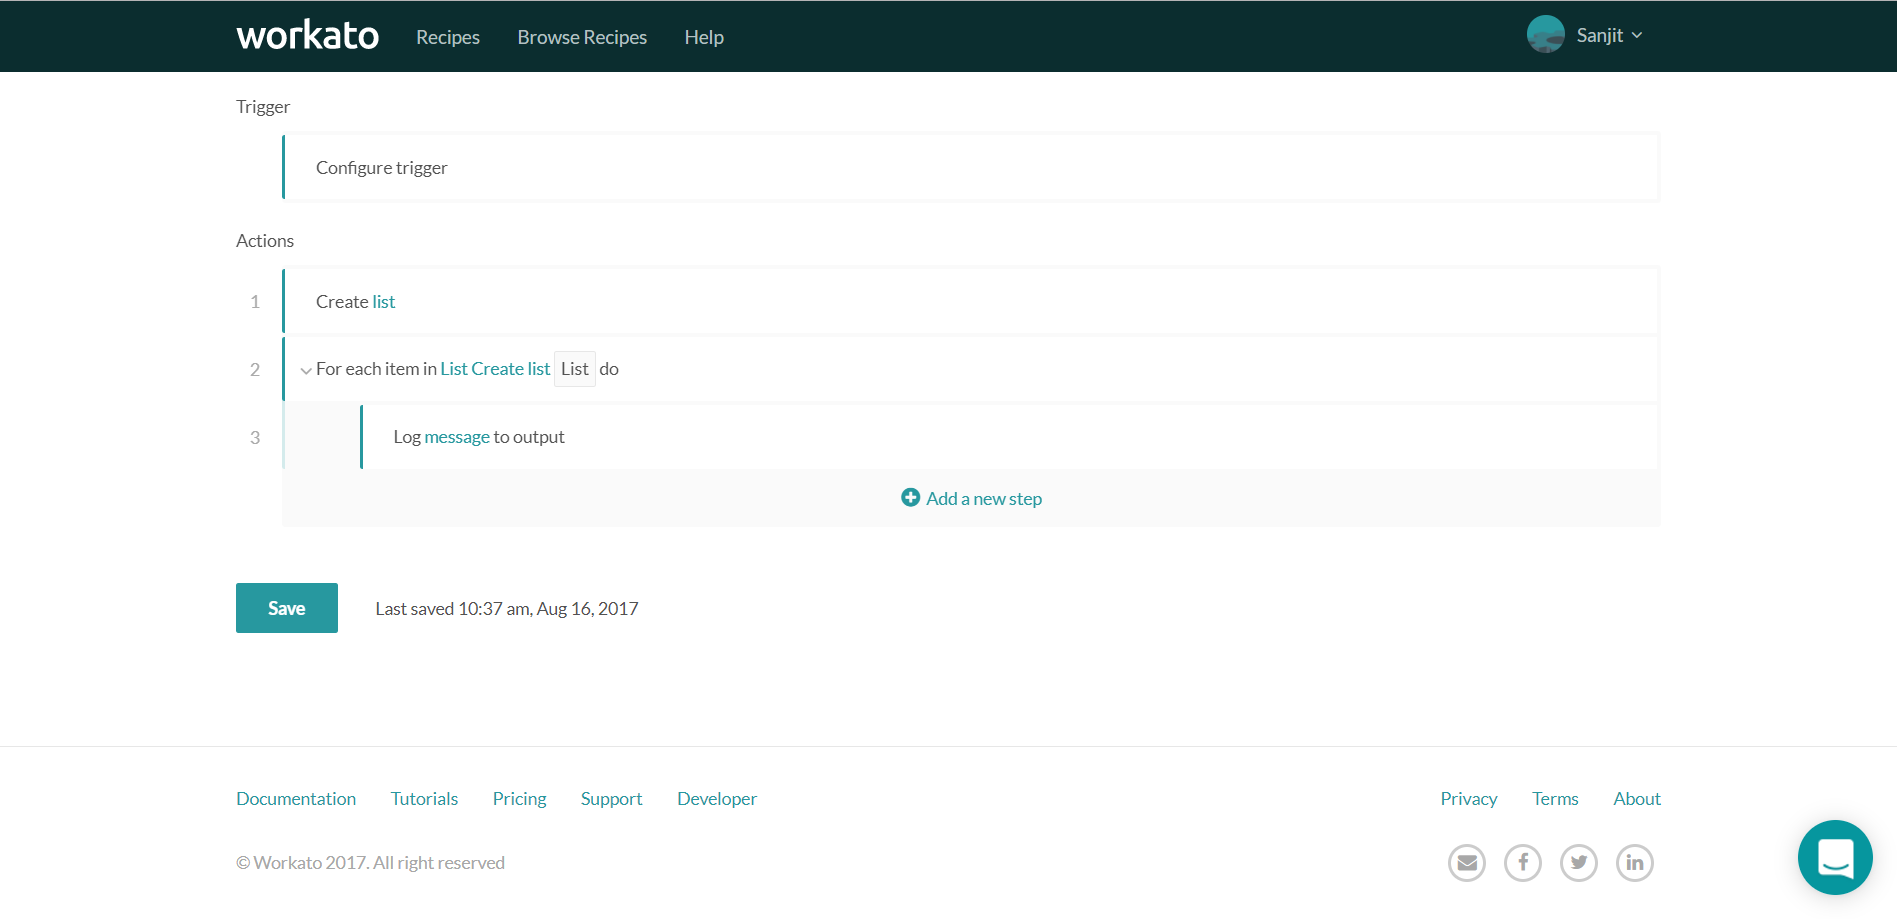 workato Recipes Browse Recipes Help Sanjit
Trigger
Configure trigger
Actions
1 Create list
2 For each item in List Create list List do
3 Log message to output
Add a new step
Save Last saved 10:37 am, Aug 16, 2017
Documentation Tutorials Pricing Support Developer Privacy Terms About
© Workato 2017. All right reserved